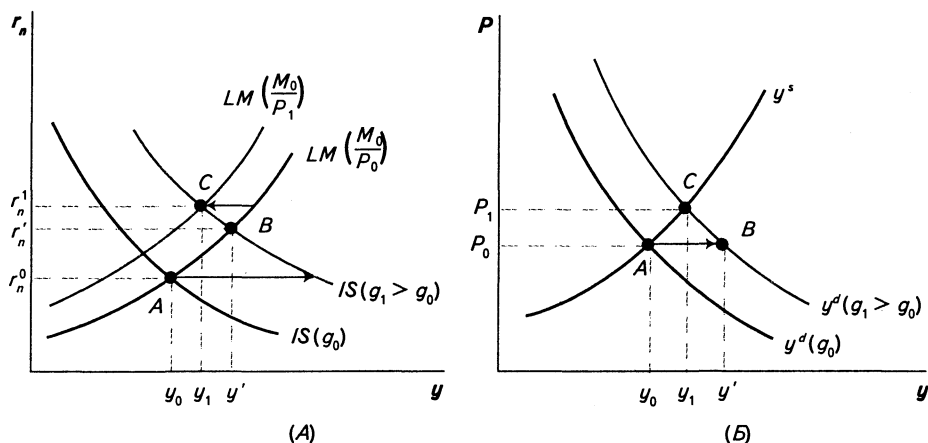 r_n
LM (M_0/P_1)
LM (M_0/P_0)
C
r_n^1
r_n'
B
r_n^0
A
IS(g_1 > g_0)
IS(g_0)
y_0 y_1 y' y
(А)
P
y^s
C
P_1
P_0
B
A
y^d(g_1 > g_0)
y^d(g_0)
y_0 y_1 y' y
(Б)